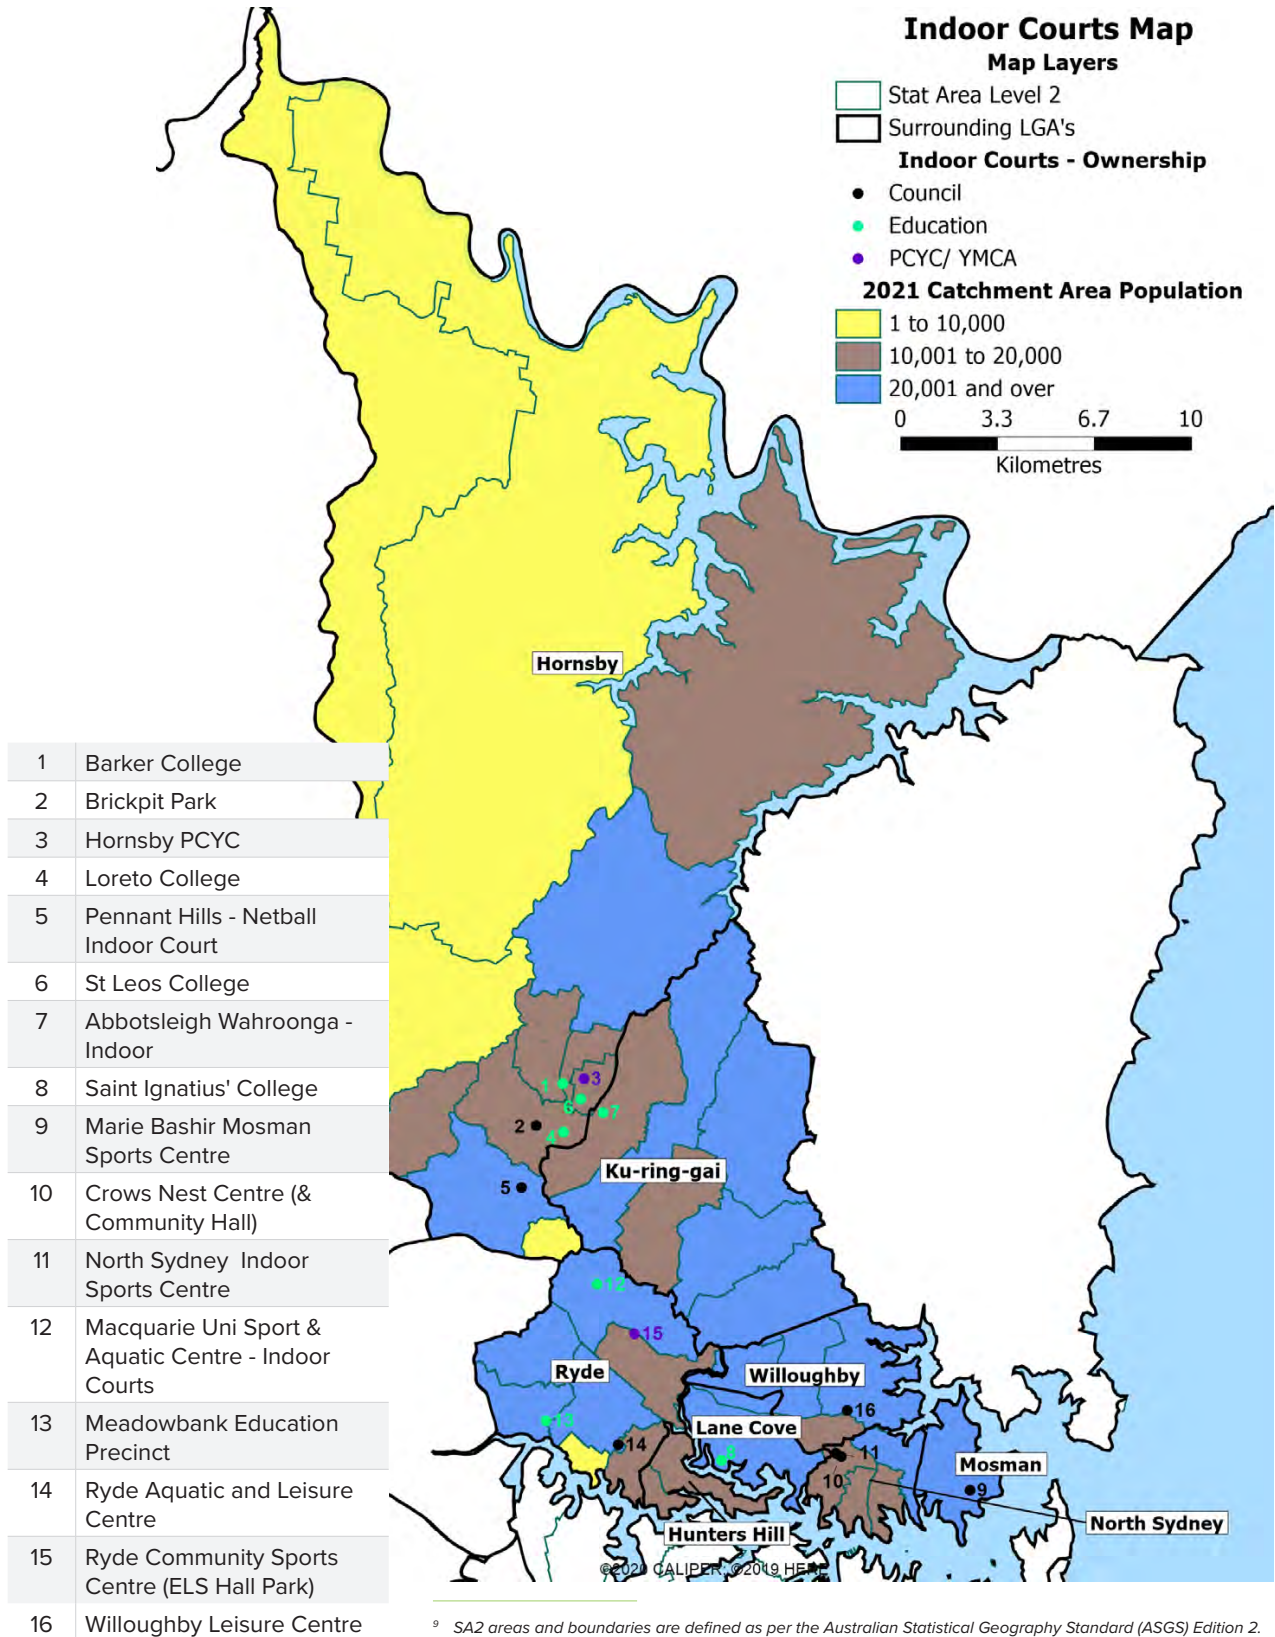 Indoor Courts Map
Map Layers
Stat Area Level 2
Surrounding LGA's
Indoor Courts - Ownership
Council
Education
PCYC/ YMCA
2021 Catchment Area Population
1 to 10,000
10,001 to 20,000
20,001 and over
0 3.3 6.7 10
Kilometres
Hornsby
1 Barker College
2 Brickpit Park
3 Hornsby PCYC
4 Loreto College
5 Pennant Hills - Netball
Indoor Court
6 St Leos College
7 Abbotsleigh Wahroonga -
Indoor
8 Saint Ignatius' College
9 Marie Bashir Mosman
Sports Centre
10 Crows Nest Centre (&
Community Hall)
11 North Sydney Indoor
Sports Centre
12 Macquarie Uni Sport &
Aquatic Centre - Indoor
Courts
13 Meadowbank Education
Precinct
14 Ryde Aquatic and Leisure
Centre
15 Ryde Community Sports
Centre (ELS Hall Park)
16 Willoughby Leisure Centre
1
3
6
7
2
4
Ku-ring-gai
5
12
15
Ryde
Willoughby
16
13
Lane Cove
14
8
11
Mosman
10
9
North Sydney
Hunters Hill
©2020 CALIPER; ©2019 HERE
9 SA2 areas and boundaries are defined as per the Australian Statistical Geography Standard (ASGS) Edition 2.